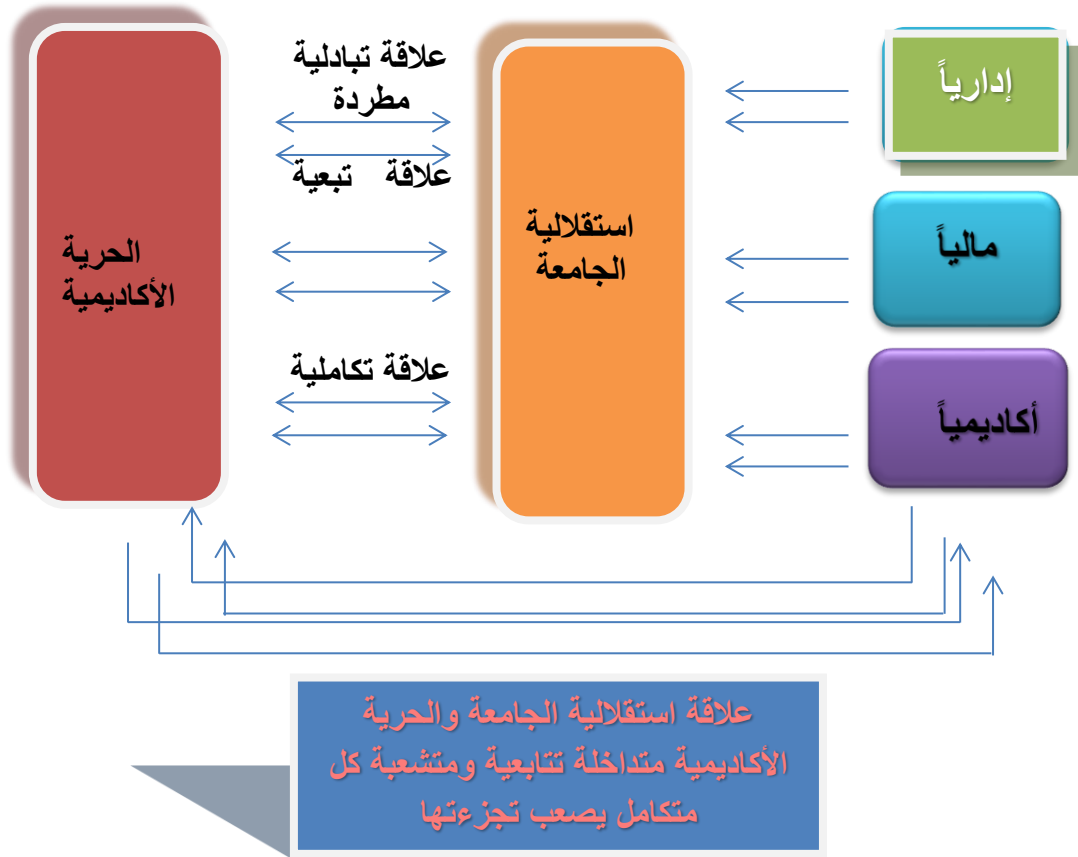 إدارياً
مالياً
أكاديمياً
استقلالية
الجامعة
علاقة تبادلية
مطردة
علاقة تبعية
علاقة تكاملية
الحرية
الأكاديمية
علاقة استقلالية الجامعة والحرية
الأكاديمية متداخلة تتابعية ومتشعبة كل
متكامل يصعب تجزءتها